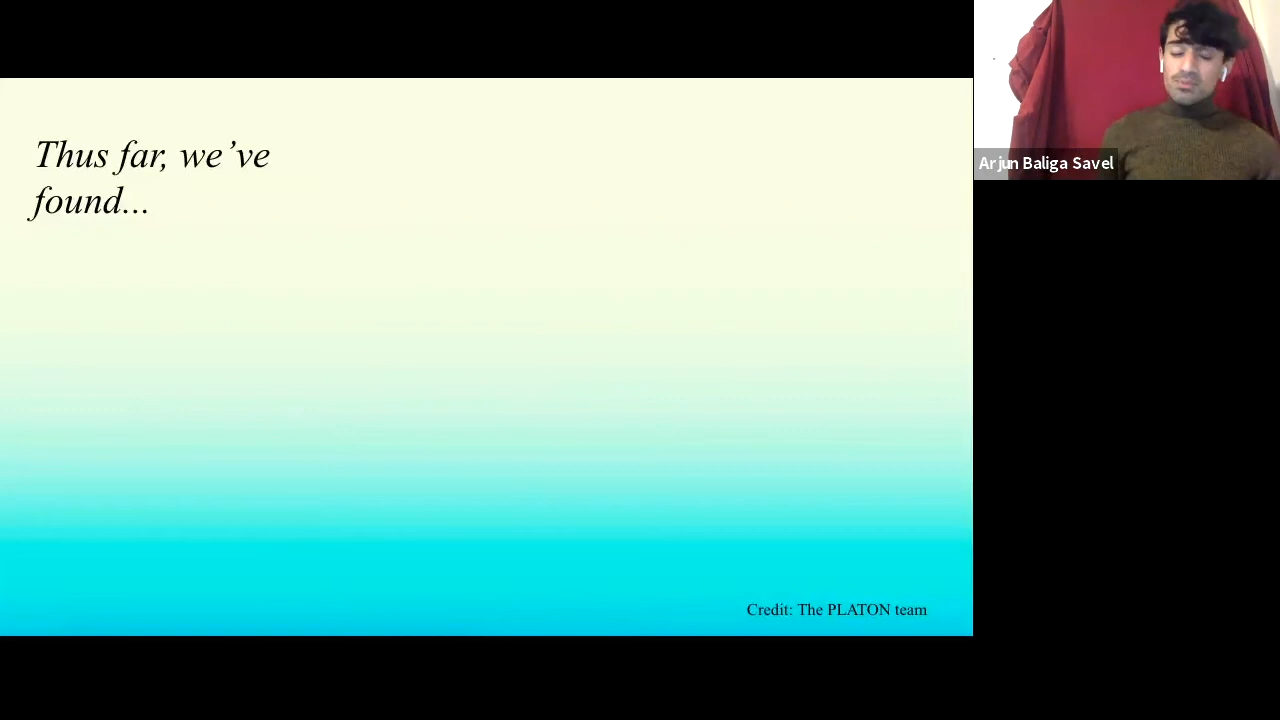 Thus far, we’ve
found...
Arjun Baliga Savel
Credit: The PLATON team